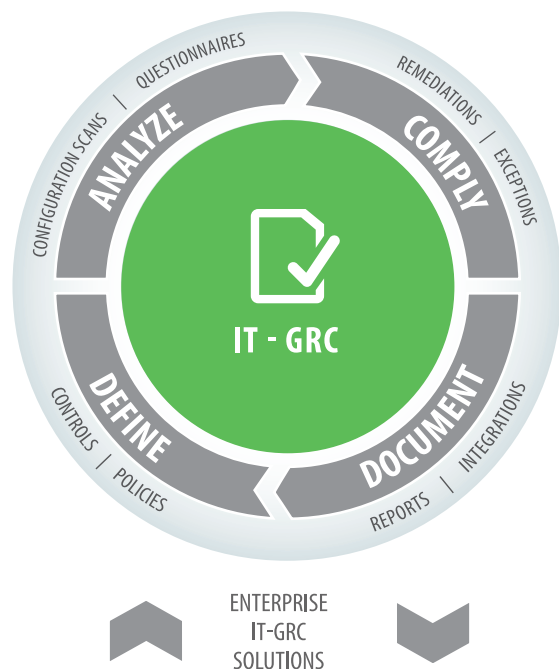 CONFIGURATION SCANS | QUESTIONNAIRES
REMEDIATIONS | EXCEPTIONS
ANALYZE
COMPLY
IT - GRC
DEFINE
DOCUMENT
CONTROLS | POLICIES
REPORTS | INTEGRATIONS
ENTERPRISE
IT-GRC
SOLUTIONS